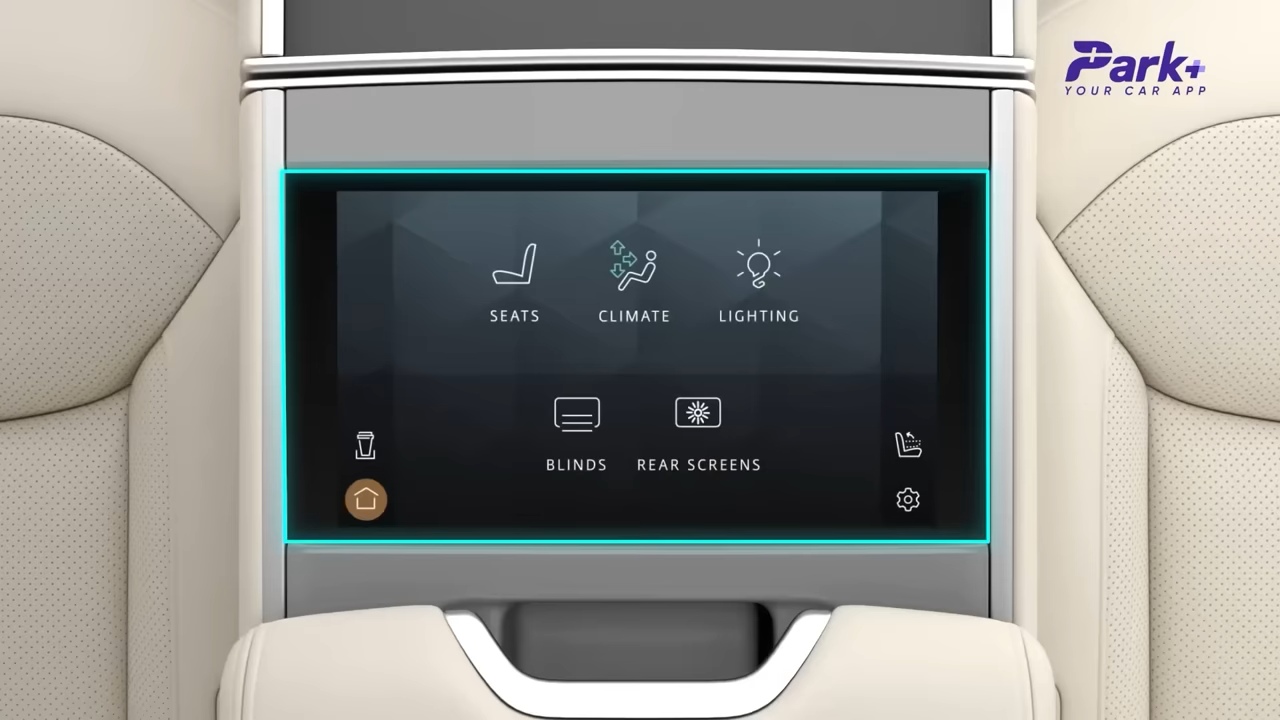 Park+
YOUR CAR APP
SEATS
CLIMATE
LIGHTING
BLINDS
REAR SCREENS